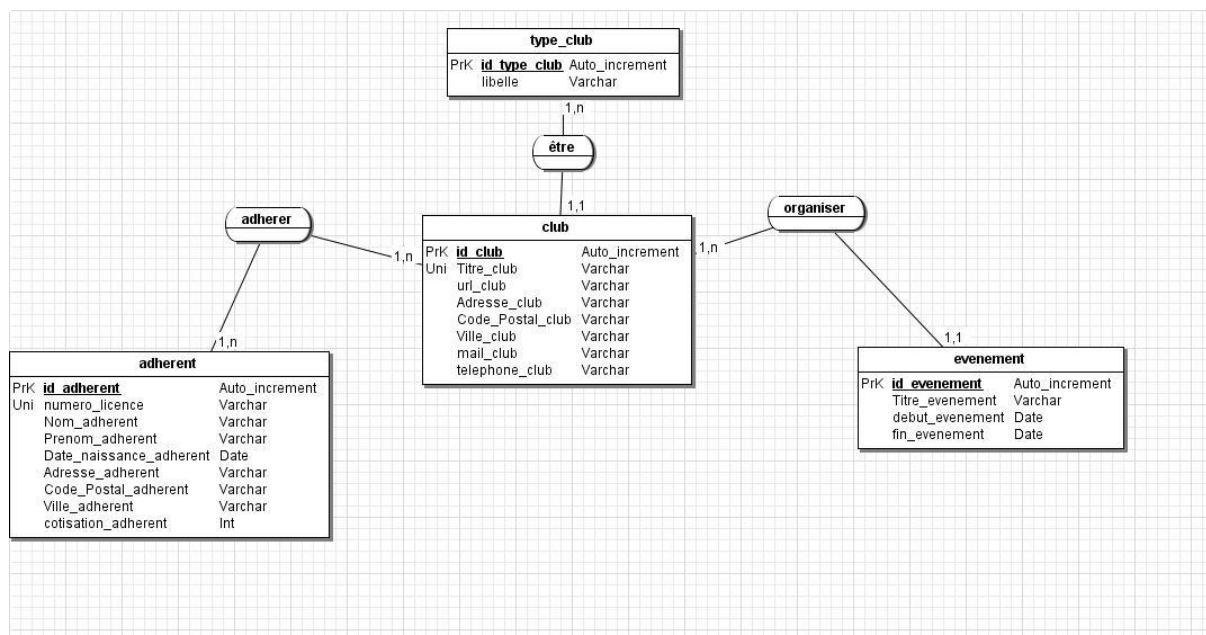 type_club
PrK id_type_club Auto_increment
libelle Varchar
1,n
être
1,1
adherer
organiser
club
PrK id_club Auto_increment
Uni Titre_club Varchar
url_club Varchar
Adresse_club Varchar
Code_Postal_club Varchar
Ville_club Varchar
mail_club Varchar
telephone_club Varchar
1,n
1,n
1,n
1,1
adherent
PrK id_adherent Auto_increment
Uni numero_licence Varchar
Nom_adherent Varchar
Prenom_adherent Varchar
Date_naissance_adherent Date
Adresse_adherent Varchar
Code_Postal_adherent Varchar
Ville_adherent Varchar
cotisation_adherent Int
evenement
PrK id_evenement Auto_increment
Titre_evenement Varchar
debut_evenement Date
fin_evenement Date